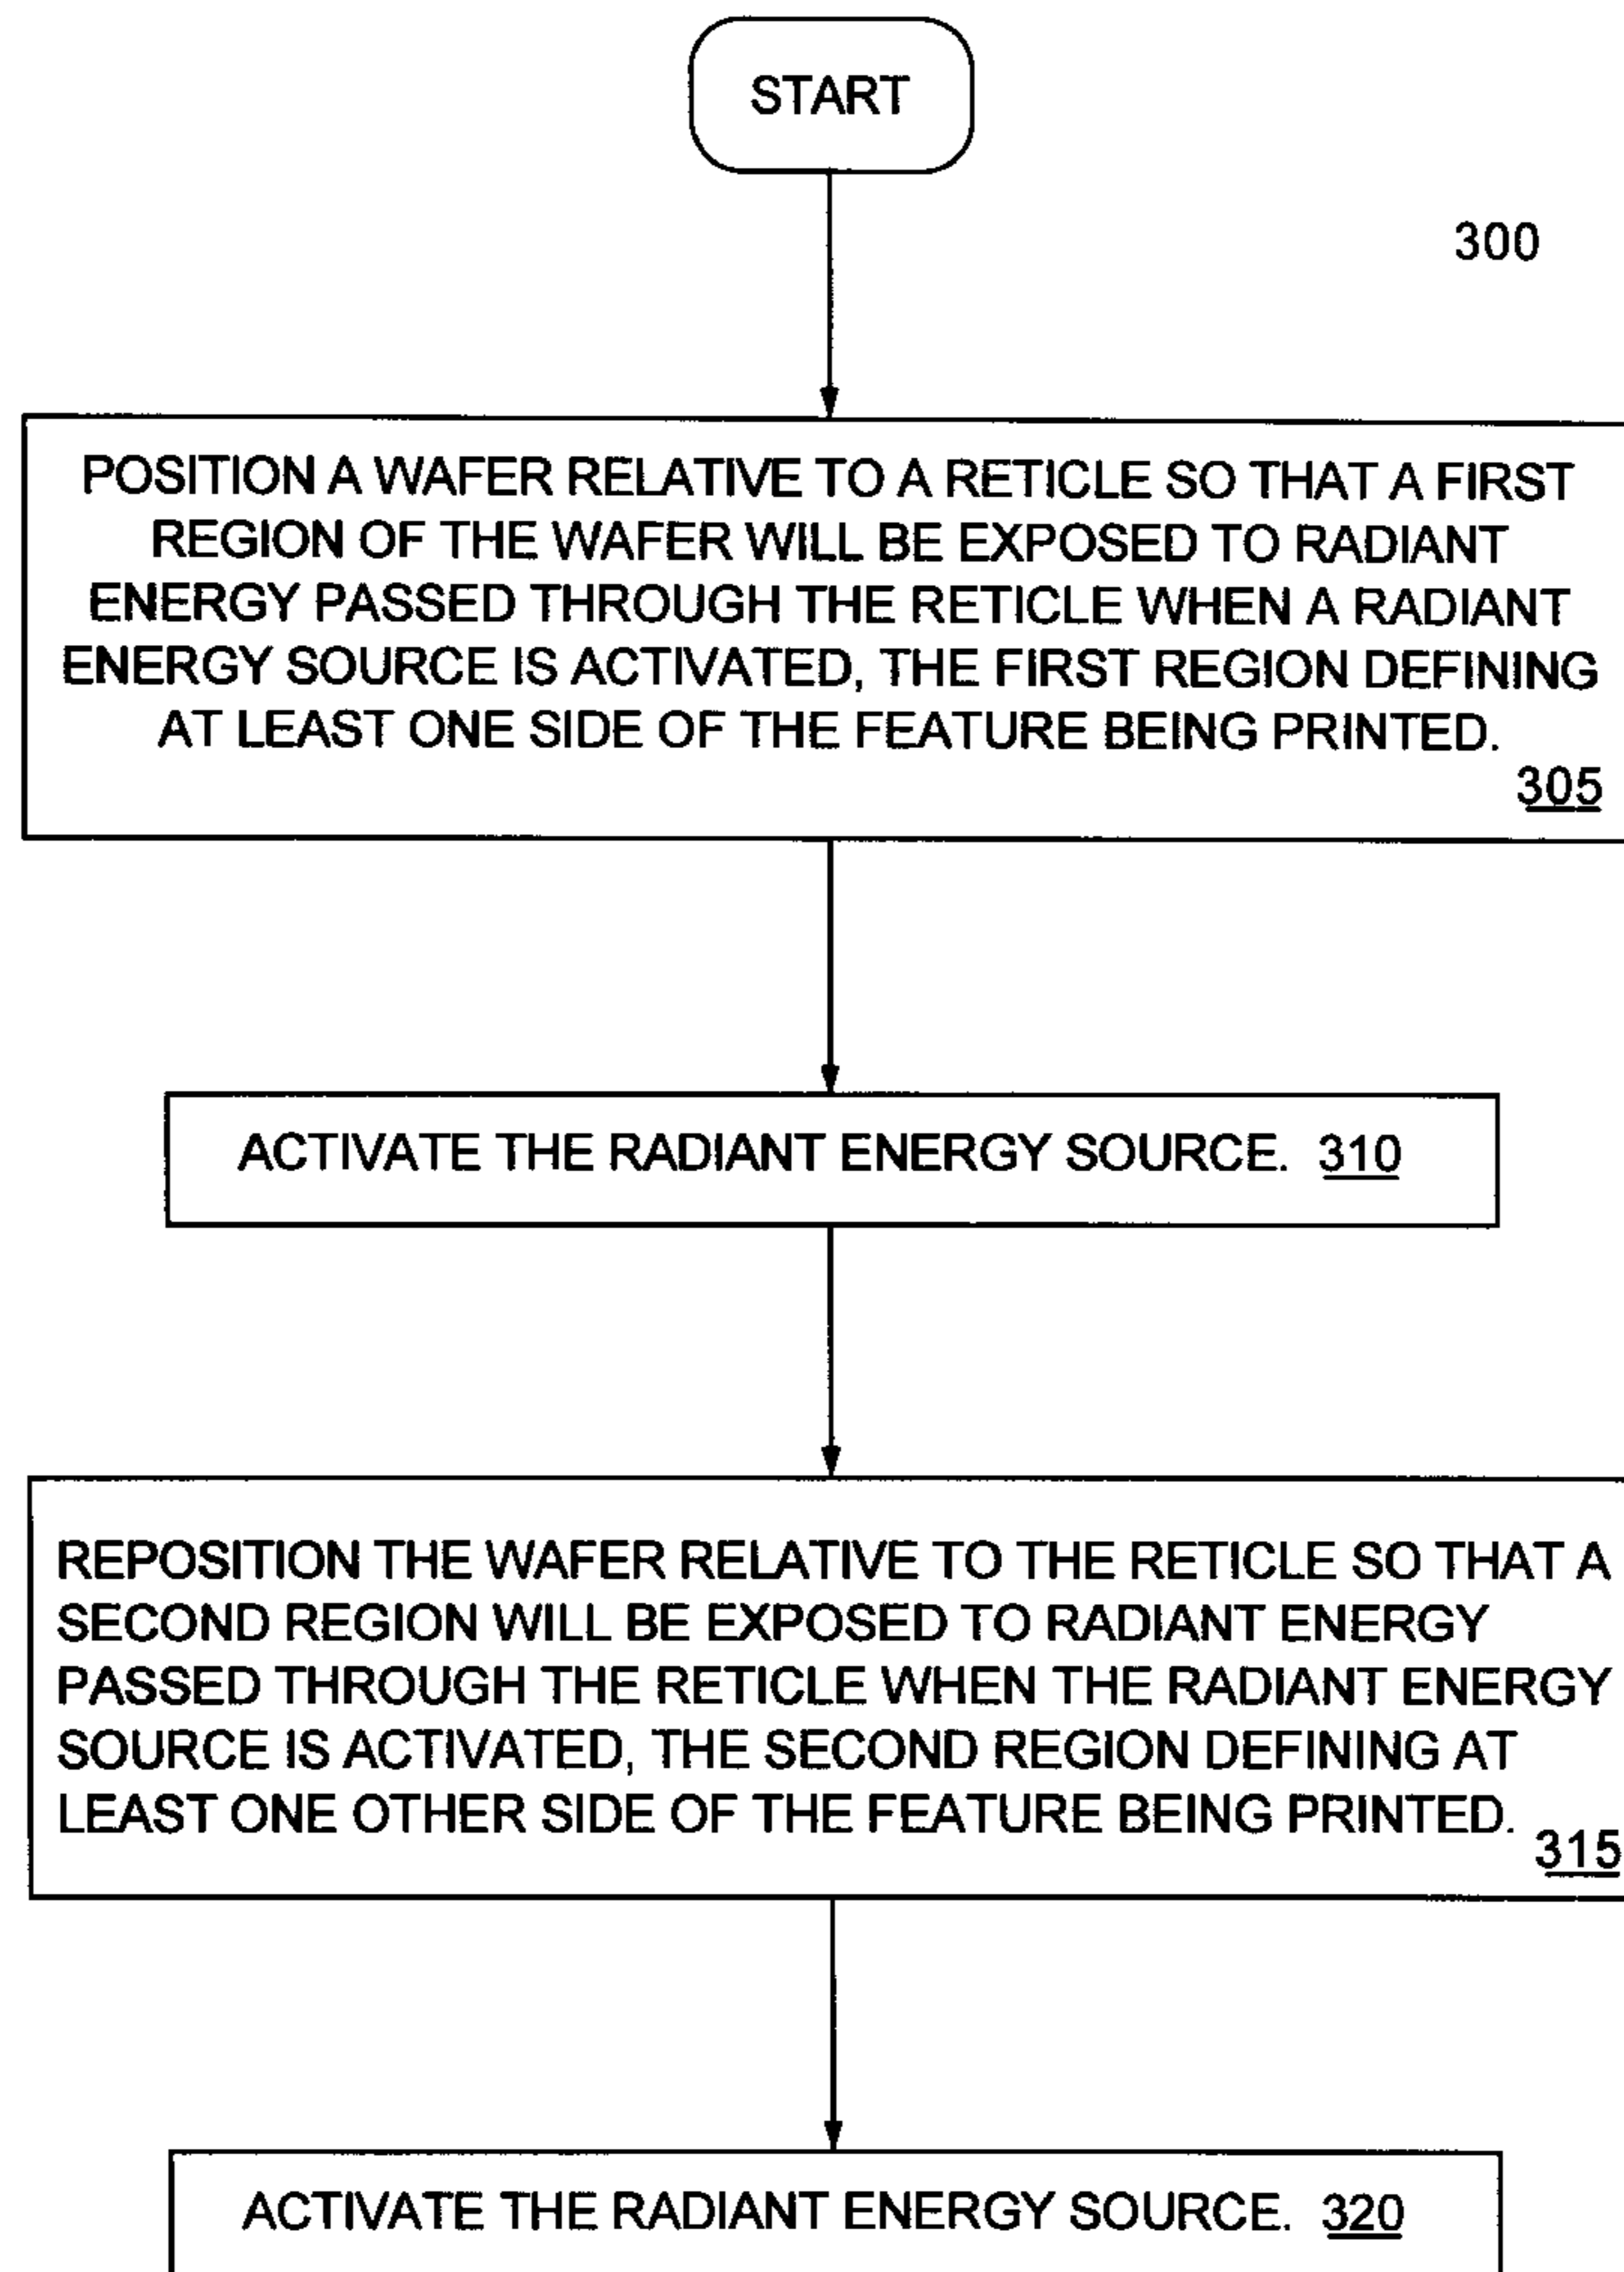 START
300
POSITION A WAFER RELATIVE TO A RETICLE SO THAT A FIRST
REGION OF THE WAFER WILL BE EXPOSED TO RADIANT
ENERGY PASSED THROUGH THE RETICLE WHEN A RADIANT
ENERGY SOURCE IS ACTIVATED, THE FIRST REGION DEFINING
AT LEAST ONE SIDE OF THE FEATURE BEING PRINTED.
305
ACTIVATE THE RADIANT ENERGY SOURCE. 310
REPOSITION THE WAFER RELATIVE TO THE RETICLE SO THAT A
SECOND REGION WILL BE EXPOSED TO RADIANT ENERGY
PASSED THROUGH THE RETICLE WHEN THE RADIANT ENERGY
SOURCE IS ACTIVATED, THE SECOND REGION DEFINING AT
LEAST ONE OTHER SIDE OF THE FEATURE BEING PRINTED.
315
ACTIVATE THE RADIANT ENERGY SOURCE. 320